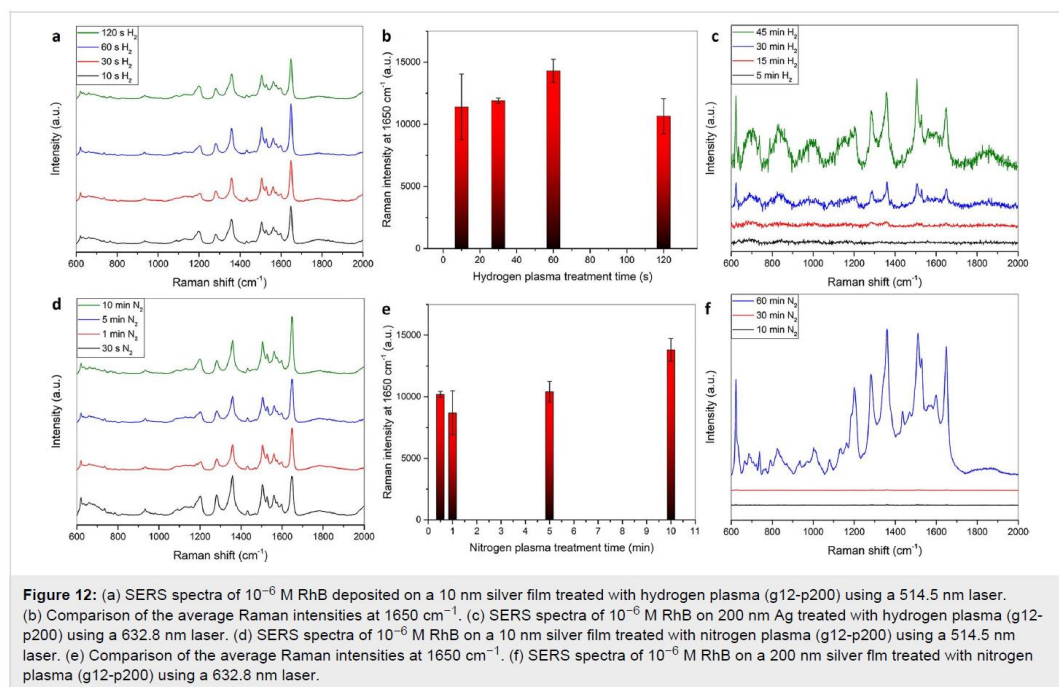 a
120 s H₂
60 s H₂
30 s H₂
10 s H₂
Intensity (a.u.)
600 800 1000 1200 1400 1600 1800 2000
Raman shift (cm⁻¹)
b
Raman intensity at 1650 cm⁻¹ (a.u.)
15000
10000
5000
0
0 20 40 60 80 100 120
Hydrogen plasma treatment time (s)
c
45 min H₂
30 min H₂
15 min H₂
5 min H₂
Intensity (a.u.)
600 800 1000 1200 1400 1600 1800 2000
Raman shift (cm⁻¹)
d
10 min N₂
5 min N₂
1 min N₂
30 s N₂
Intensity (a.u.)
600 800 1000 1200 1400 1600 1800 2000
Raman shift (cm⁻¹)
e
Raman intensity at 1650 cm⁻¹ (a.u.)
15000
10000
5000
0
0 1 2 3 4 5 6 7 8 9 10 11
Nitrogen plasma treatment time (min)
f
60 min N₂
30 min N₂
10 min N₂
Intensity (a.u.)
600 800 1000 1200 1400 1600 1800 2000
Raman shift (cm⁻¹)
Figure 12: (a) SERS spectra of 10⁻⁶ M RhB deposited on a 10 nm silver film treated with hydrogen plasma (g12-p200) using a 514.5 nm laser.
(b) Comparison of the average Raman intensities at 1650 cm⁻¹. (c) SERS spectra of 10⁻⁶ M RhB on 200 nm Ag treated with hydrogen plasma (g12-
p200) using a 632.8 nm laser. (d) SERS spectra of 10⁻⁶ M RhB on a 10 nm silver film treated with nitrogen plasma (g12-p200) using a 514.5 nm
laser. (e) Comparison of the average Raman intensities at 1650 cm⁻¹. (f) SERS spectra of 10⁻⁶ M RhB on a 200 nm silver flm treated with nitrogen
plasma (g12-p200) using a 632.8 nm laser.